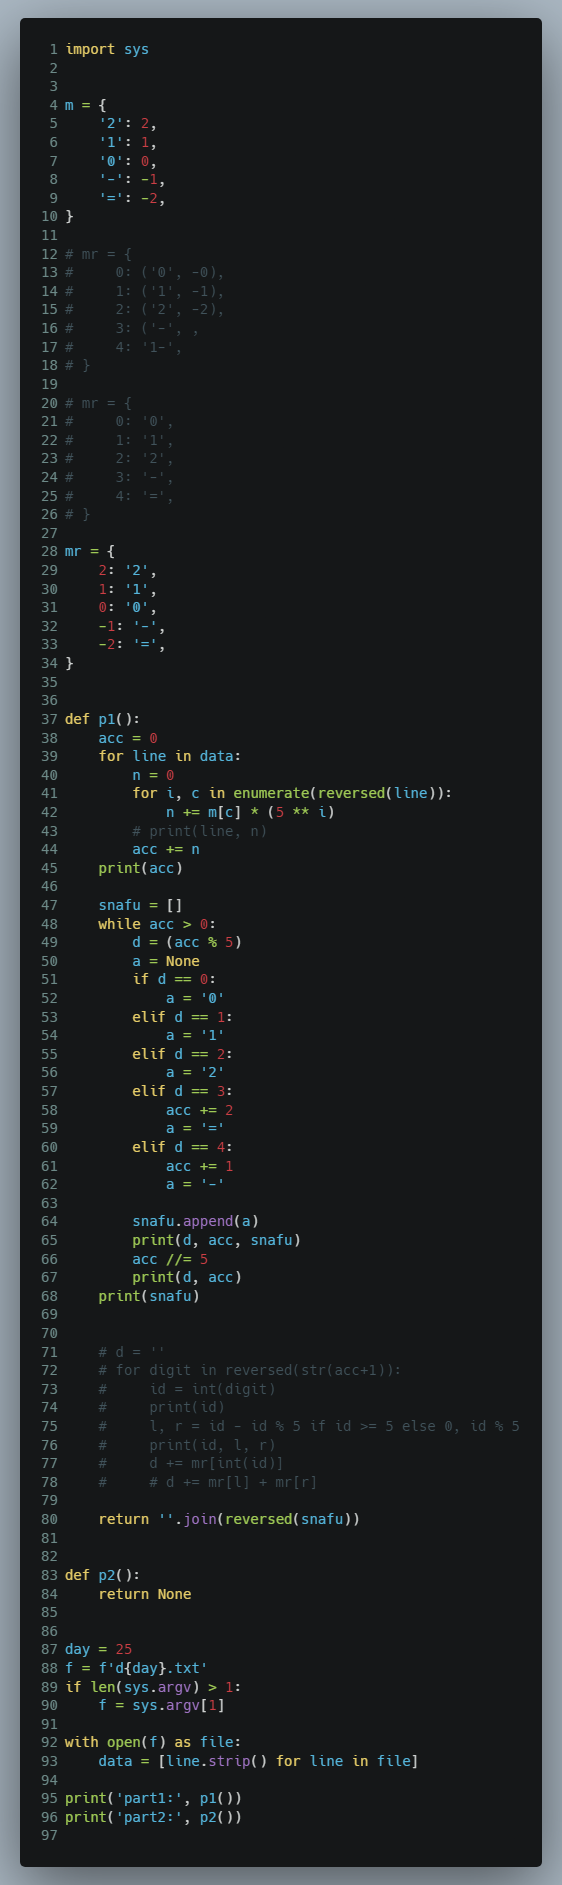 1 import sys
2
3
4 m = {
5     '2': 2,
6     '1': 1,
7     '0': 0,
8     '-': -1,
9     '=': -2,
10 }
11
12 # mr = {
13 #     0: ('0', -0),
14 #     1: ('1', -1),
15 #     2: ('2', -2),
16 #     3: ('-', ,
17 #     4: '1-',
18 # }
19
20 # mr = {
21 #     0: '0',
22 #     1: '1',
23 #     2: '2',
24 #     3: '-',
25 #     4: '=',
26 # }
27
28 mr = {
29     2: '2',
30     1: '1',
31     0: '0',
32     -1: '-',
33     -2: '=',
34 }
35
36
37 def p1():
38     acc = 0
39     for line in data:
40         n = 0
41         for i, c in enumerate(reversed(line)):
42             n += m[c] * (5 ** i)
43         # print(line, n)
44         acc += n
45     print(acc)
46
47     snafu = []
48     while acc > 0:
49         d = (acc % 5)
50         a = None
51         if d == 0:
52             a = '0'
53         elif d == 1:
54             a = '1'
55         elif d == 2:
56             a = '2'
57         elif d == 3:
58             acc += 2
59             a = '='
60         elif d == 4:
61             acc += 1
62             a = '-'
63
64         snafu.append(a)
65         print(d, acc, snafu)
66         acc //= 5
67         print(d, acc)
68     print(snafu)
69
70
71     # d = ''
72     # for digit in reversed(str(acc+1)):
73     #     id = int(digit)
74     #     print(id)
75     #     l, r = id - id % 5 if id >= 5 else 0, id % 5
76     #     print(id, l, r)
77     #     d += mr[int(id)]
78     #     # d += mr[l] + mr[r]
79
80     return ''.join(reversed(snafu))
81
82
83 def p2():
84     return None
85
86
87 day = 25
88 f = f'd{day}.txt'
89 if len(sys.argv) > 1:
90     f = sys.argv[1]
91
92 with open(f) as file:
93     data = [line.strip() for line in file]
94
95 print('part1:', p1())
96 print('part2:', p2())
97